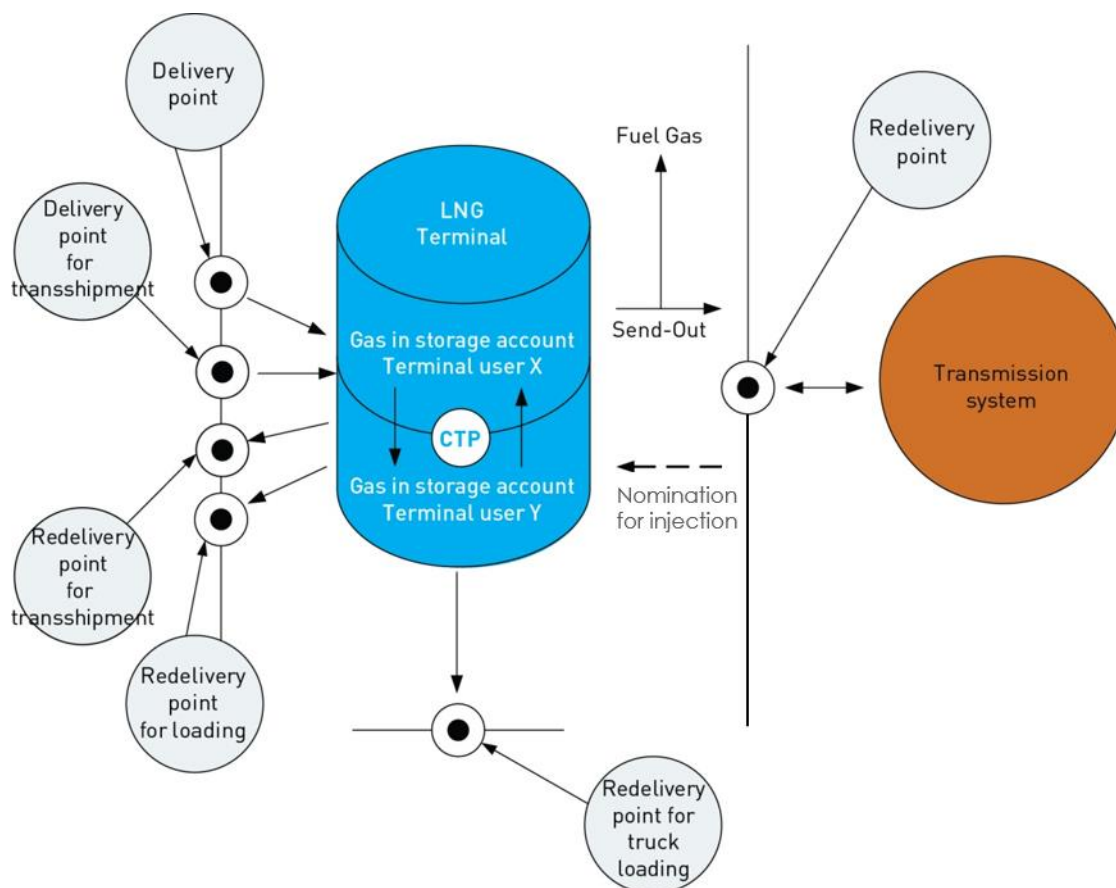 Delivery
point
Delivery
point
for
transshipment
Redelivery
point
for
transshipment
Redelivery
point
for loading
LNG
Terminal
Gas in storage account
Terminal user X
CTP
Gas in storage account
Terminal user Y
Fuel Gas
Send-Out
Nomination
for injection
Redelivery
point
Transmission
system
Redelivery
point for
truck
loading